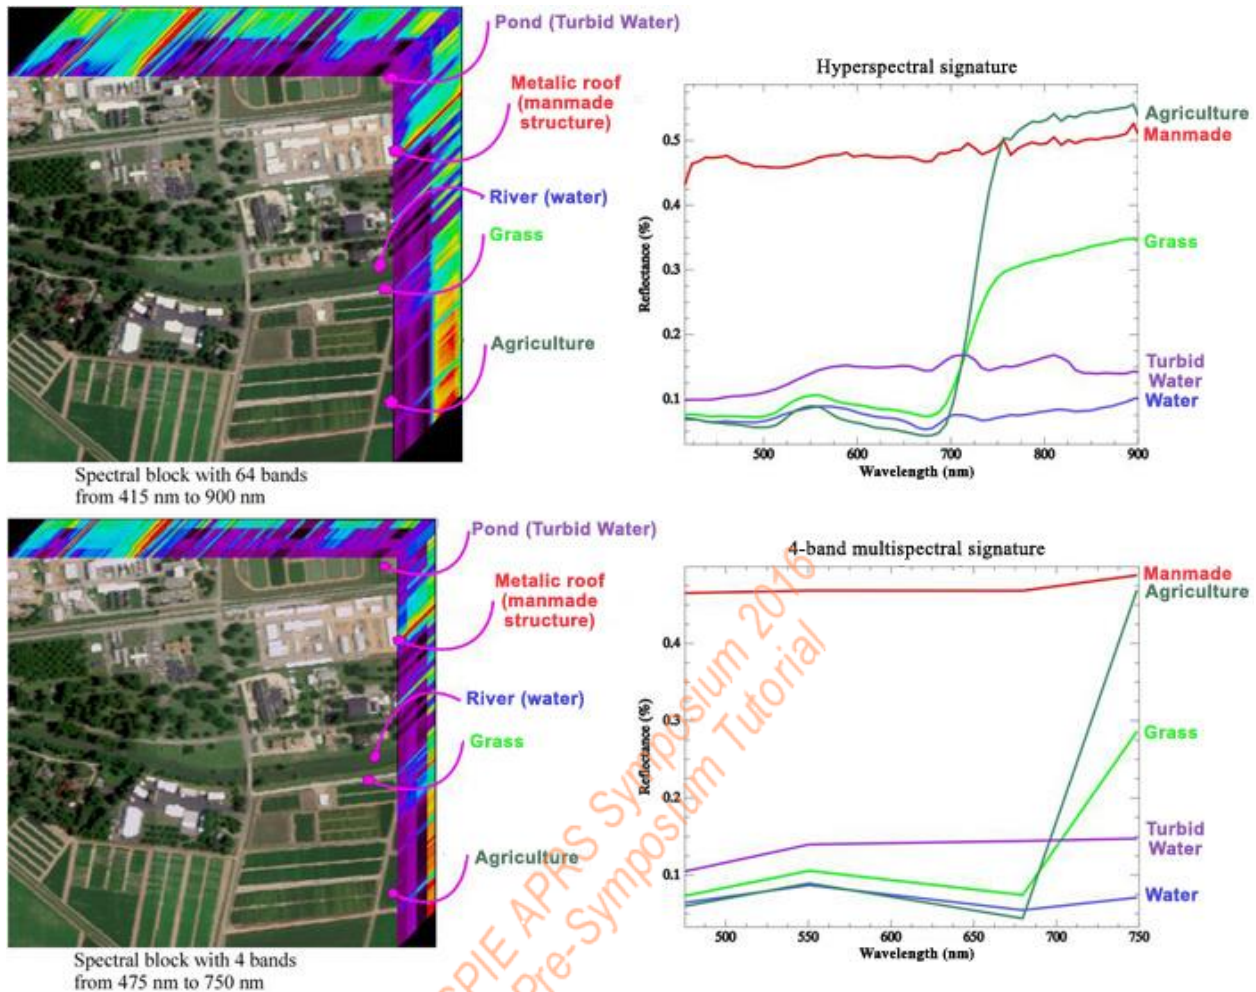 Pond (Turbid Water)
Metalic roof
(manmade
structure)
River (water)
Grass
Agriculture
Spectral block with 64 bands
from 415 nm to 900 nm
Hyperspectral signature
Reflectance (%)
0.5
0.4
0.3
0.2
0.1
500
600
700
800
900
Wavelength (nm)
Agriculture
Manmade
Grass
Turbid
Water
Water
Pond (Turbid Water)
Metalic roof
(manmade
structure)
River (water)
Grass
Agriculture
Spectral block with 4 bands
from 475 nm to 750 nm
4-band multispectral signature
Reflectance (%)
0.4
0.3
0.2
0.1
500
550
600
650
700
750
Wavelength (nm)
Manmade
Agriculture
Grass
Turbid
Water
Water
SPIE APRS Symposium 2016
Pre-Symposium Tutorial